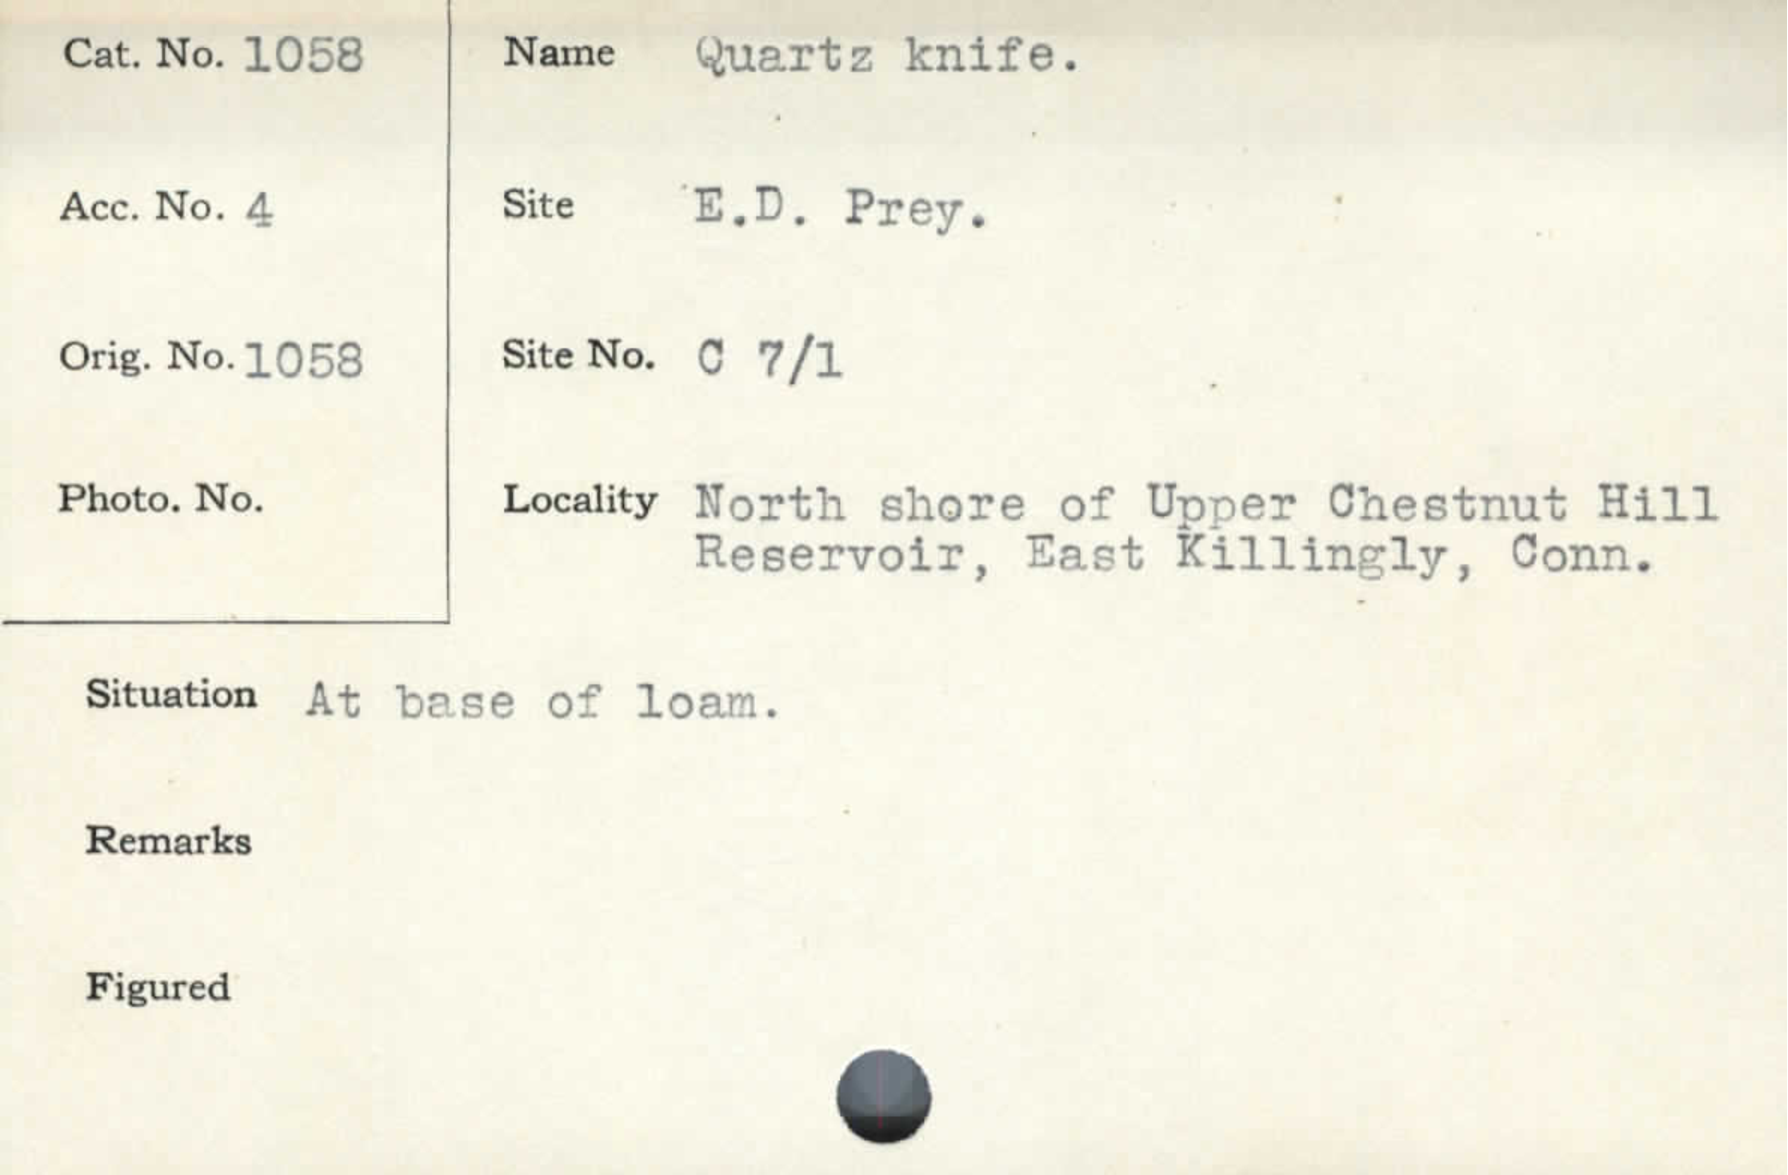 Cat. No. 1058
Name Quartz knife.
Acc. No. 4
Site E.D. Prey.
Orig. No. 1058
Site No. C 7/1
Photo. No.
Locality North shore of Upper Chestnut Hill
Reservoir, East Killingly, Conn.
Situation At base of loam.
Remarks
Figured